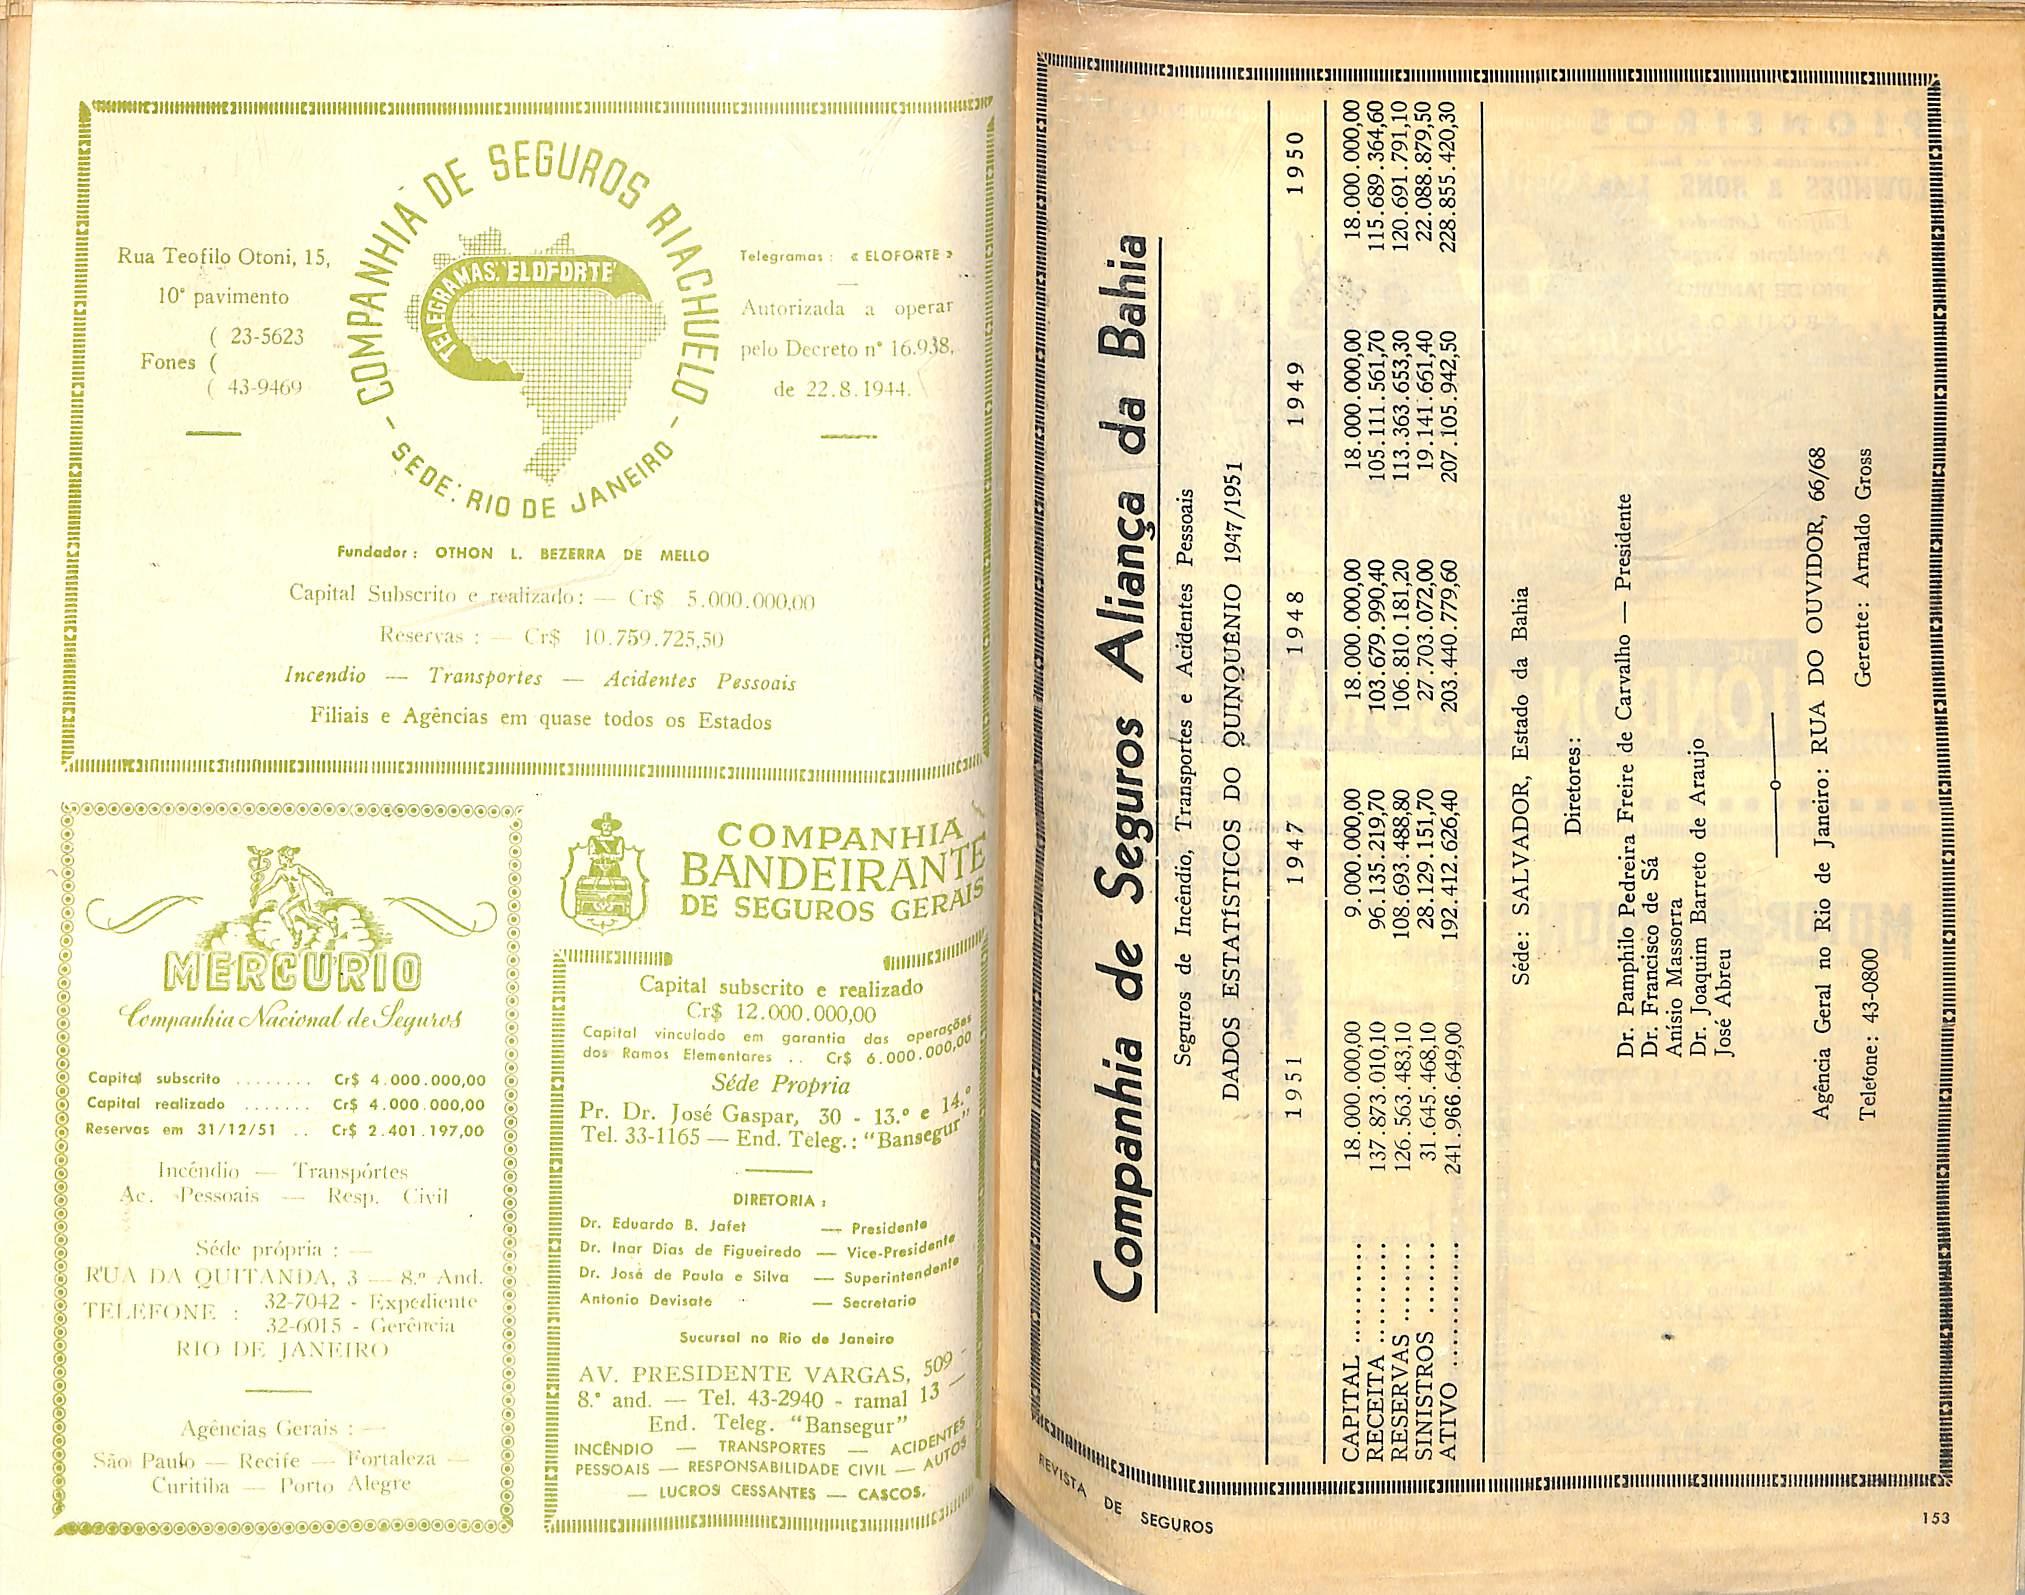 COMPANHIA DE SEGUROS RIACHUELO
- SEDE: RIO DE JANEIRO -
TELEGRAMAS: "ELOFORTE"
Rua Teofilo Otoni, 15,
10º pavimento
( 23-5623
Fones (
( 43-9469
Telegramas : « ELOFORTE »
Autorizada a operar
pelo Decreto nº 16.938,
de 22.8.1944.
Fundador : OTHON L. BEZERRA DE MELLO
Capital Subscrito e realizado: — Cr$ 5.000.000,00
Reservas : — Cr$ 10.759.725,50
Incendio — Transportes — Acidentes Pessoais
Filiais e Agências em quase todos os Estados
MERCURIO
Companhia Nacional de Seguros
Capital subscrito ........ Cr$ 4.000.000,00
Capital realizado ....... Cr$ 4.000.000,00
Reservas em 31/12/51 .. Cr$ 2.401.197,00
Incêndio — Transpórtes
Ac. Pessoais — Resp. Civil
Séde própria : —
RUA DA QUITANDA, 3 — 8.º And.
TELEFONE : 32-7042 - Expediente
32-6015 - Gerência
RIO DE JANEIRO
Agências Gerais : —
São Paulo — Recife — Fortaleza —
Curitiba — Porto Alegre
COMPANHIA
BANDEIRANTE
DE SEGUROS GERAIS
Capital subscrito e realizado
Cr$ 12.000.000,00
Capital vinculado em garantia das operações
dos Ramos Elementares .. Cr$ 6.000.000,00
Séde Propria
Pr. Dr. José Gaspar, 30 - 13.º e 14.º
Tel. 33-1165 — End. Teleg.: "Bansegur"
DIRETORIA :
Dr. Eduardo B. Jafet — Presidente
Dr. Inar Dias de Figueiredo — Vice-Presidente
Dr. José de Paula e Silva — Superintendente
Antonio Devisate — Secretario
Sucursal no Rio de Janeiro
AV. PRESIDENTE VARGAS, 509 -
8.º and. — Tel. 43-2940 - ramal 13 —
End. Teleg. "Bansegur"
INCÊNDIO — TRANSPORTES — ACIDENTES
PESSOAIS — RESPONSABILIDADE CIVIL — AUTOS
— LUCROS CESSANTES — CASCOS.
Companhia de Seguros Aliança da Bahia
Seguros de Incêndio, Transportes e Acidentes Pessoais
DADOS ESTATÍSTICOS DO QUINQUÊNIO 1947/1951
1951 1947 1948 1949 1950
CAPITAL .......... 18.000.000,00 9.000.000,00 18.000.000,00 18.000.000,00 18.000.000,00
RECEITA .......... 137.873.010,10 96.135.219,70 103.679.990,40 105.111.561,70 115.689.364,60
RESERVAS ........ 126.563.483,10 108.693.488,80 106.810.181,20 113.363.653,30 120.691.791,10
SINISTROS ....... 31.645.468,10 28.129.151,70 27.703.072,00 19.141.661,40 22.088.879,50
ATIVO ............. 241.966.649,00 192.412.626,40 203.440.779,60 207.105.942,50 228.855.420,30
Séde: SALVADOR, Estado da Bahia
Diretores:
Dr. Pamphilo Pedreira Freire de Carvalho — Presidente
Dr. Francisco de Sá
Anísio Massorra
Dr. Joaquim Barreto de Araujo
José Abreu
Agência Geral no Rio de Janeiro: RUA DO OUVIDOR, 66/68
Telefone: 43-0800 Gerente: Arnaldo Gross
REVISTA DE SEGUROS
153